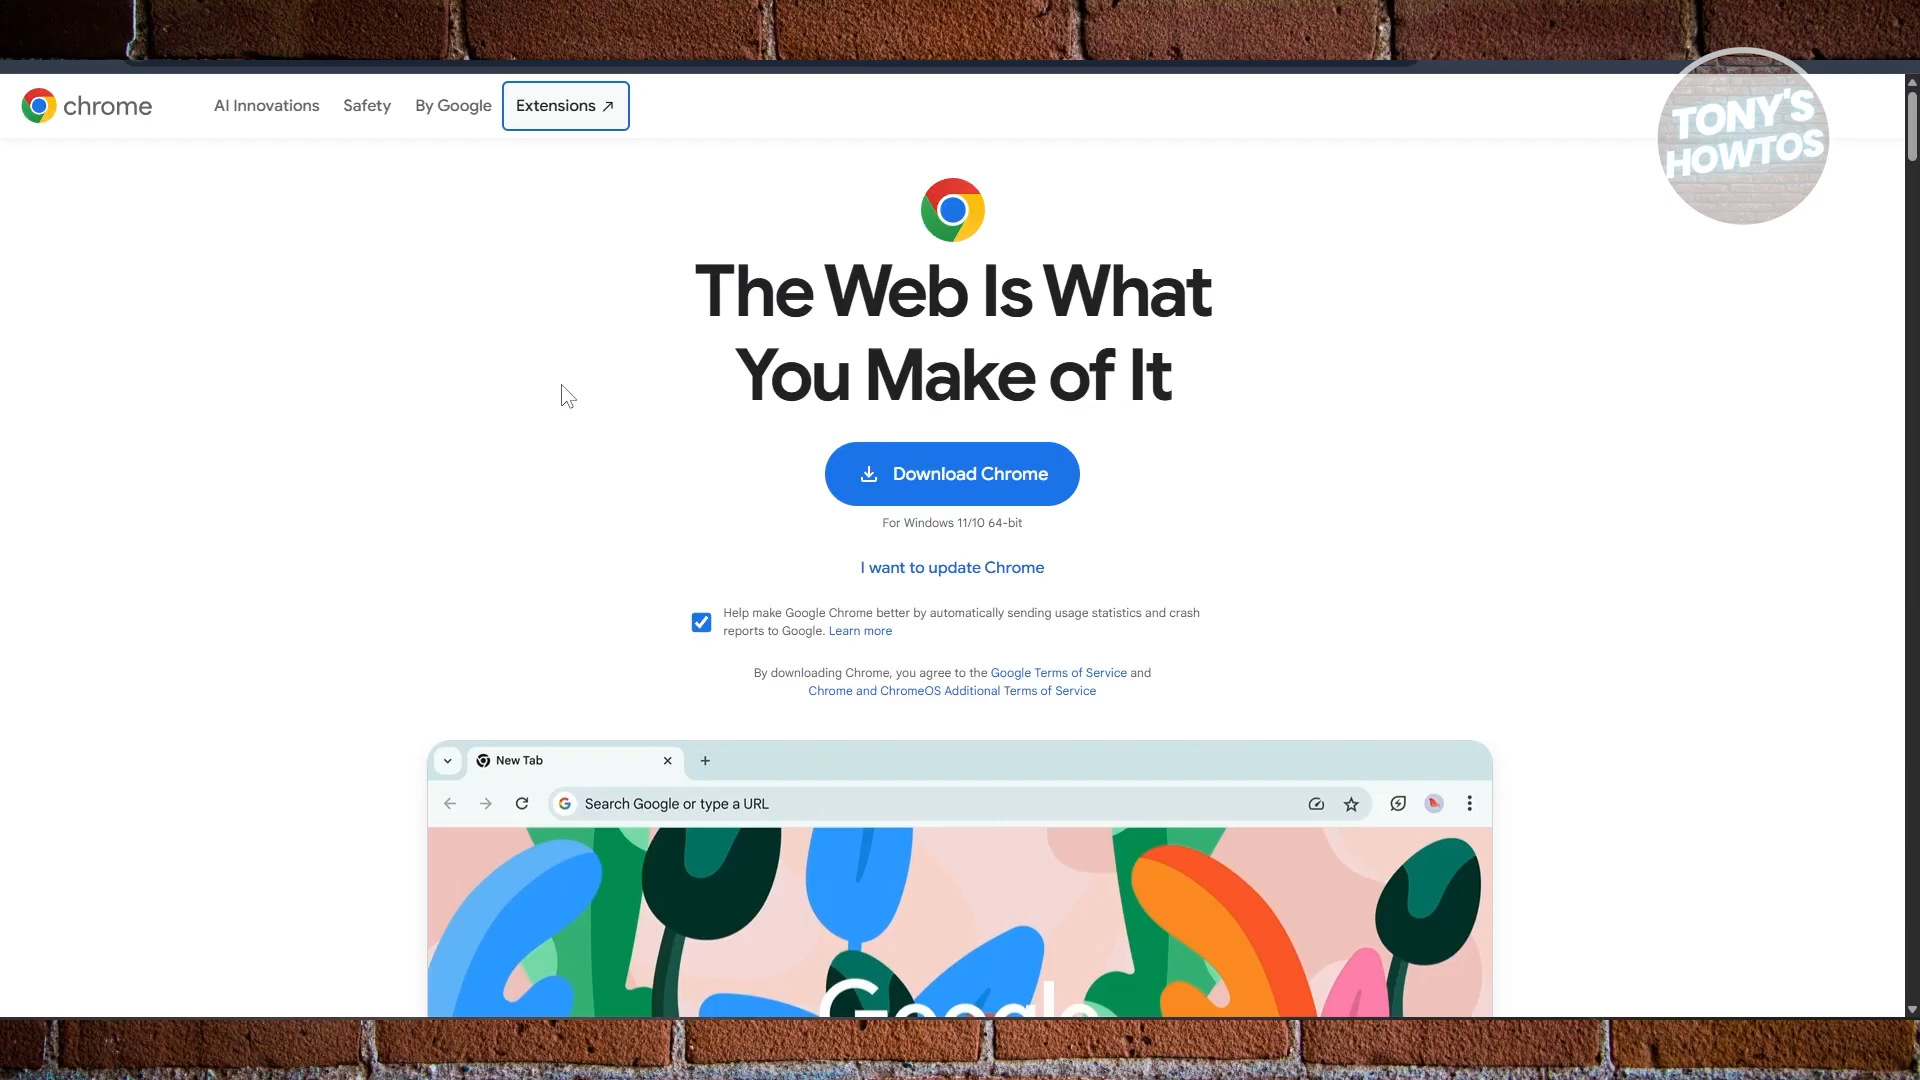 chrome
AI Innovations
Safety
By Google
Extensions
TONY'S
HOWTOS
The Web Is What
You Make of It
Download Chrome
For Windows 11/10 64-bit
I want to update Chrome
Help make Google Chrome better by automatically sending usage statistics and crash
reports to Google. Learn more
By downloading Chrome, you agree to the Google Terms of Service and
Chrome and ChromeOS Additional Terms of Service
New Tab
Search Google or type a URL
Google